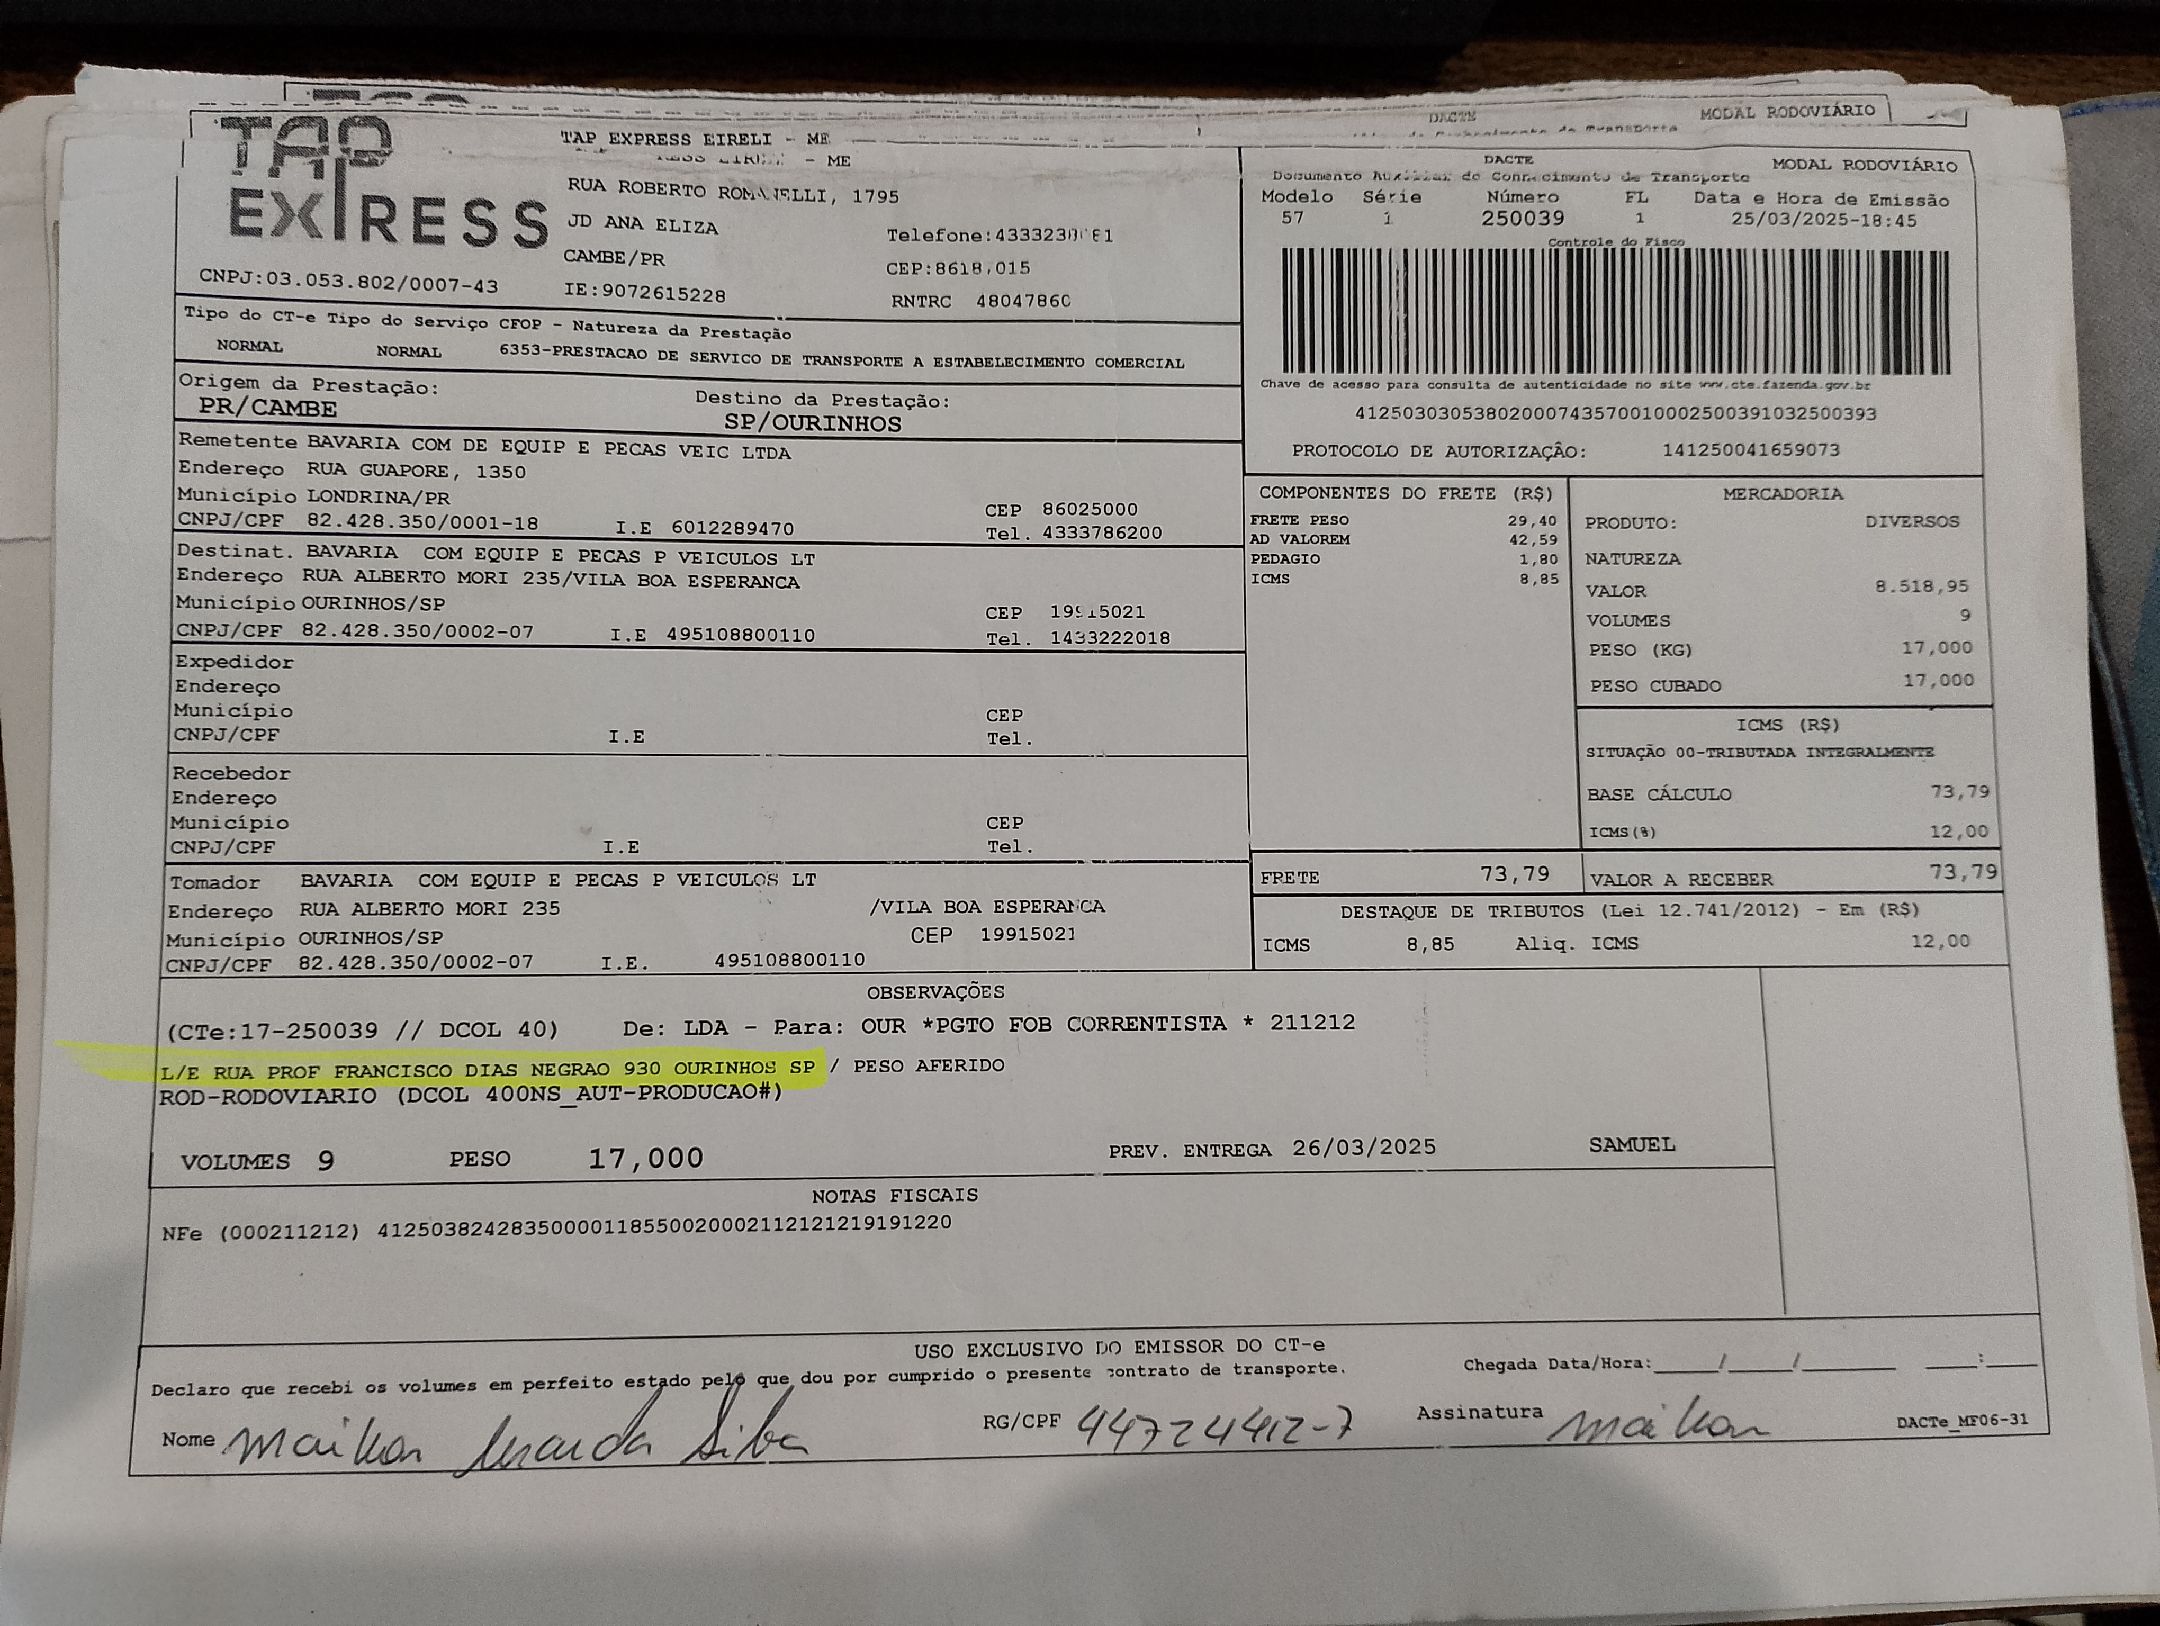 DACTE
MODAL RODOVIÁRIO
TAP EXPRESS
TAP EXPRESS EIRELI - ME
EIRELI - ME
RUA ROBERTO ROMANELLI, 1795
JD ANA ELIZA
CAMBE/PR
CEP:8618,015
CNPJ:03.053.802/0007-43
IE:9072615228
RNTRC 48047860
DACTE
MODAL RODOVIÁRIO
Documento Auxiliar do Conhecimento de Transporte
Modelo Série Número FL Data e Hora de Emissão
57 1 250039 1 25/03/2025-18:45
Controle do Fisco
Chave de acesso para consulta de autenticidade no site www.cte.fazenda.gov.br
41250303053802000743570010002500391032500393
PROTOCOLO DE AUTORIZAÇÃO: 141250041659073
Tipo do CT-e Tipo do Serviço CFOP - Natureza da Prestação
NORMAL NORMAL 6353-PRESTACAO DE SERVICO DE TRANSPORTE A ESTABELECIMENTO COMERCIAL
Origem da Prestação: Destino da Prestação:
PR/CAMBE SP/OURINHOS
Remetente BAVARIA COM DE EQUIP E PECAS VEIC LTDA
Endereço RUA GUAPORE, 1350
Município LONDRINA/PR CEP 86025000
CNPJ/CPF 82.428.350/0001-18 I.E 6012289470 Tel. 4333786200
Destinat. BAVARIA COM EQUIP E PECAS P VEICULOS LT
Endereço RUA ALBERTO MORI 235/VILA BOA ESPERANCA
Município OURINHOS/SP CEP 19915021
CNPJ/CPF 82.428.350/0002-07 I.E 495108800110 Tel. 1433222018
Expedidor
Endereço
Município CEP
CNPJ/CPF I.E Tel.
Recebedor
Endereço
Município CEP
CNPJ/CPF I.E Tel.
Tomador BAVARIA COM EQUIP E PECAS P VEICULOS LT
Endereço RUA ALBERTO MORI 235 /VILA BOA ESPERANCA
Município OURINHOS/SP CEP 19915021
CNPJ/CPF 82.428.350/0002-07 I.E. 495108800110
COMPONENTES DO FRETE (R$)
FRETE PESO 29,40
AD VALOREM 42,59
PEDAGIO 1,80
ICMS 8,85
MERCADORIA
PRODUTO: DIVERSOS
NATUREZA
VALOR 8.518,95
VOLUMES 9
PESO (KG) 17,000
PESO CUBADO 17,000
ICMS (R$)
SITUAÇÃO 00-TRIBUTADA INTEGRALMENTE
BASE CÁLCULO 73,79
ICMS(%) 12,00
FRETE 73,79 VALOR A RECEBER 73,79
DESTAQUE DE TRIBUTOS (Lei 12.741/2012) - Em (R$)
ICMS 8,85 Aliq. ICMS 12,00
OBSERVAÇÕES
(CTe:17-250039 // DCOL 40) De: LDA - Para: OUR *PGTO FOB CORRENTISTA * 211212
L/E RUA PROF FRANCISCO DIAS NEGRAO 930 OURINHOS SP / PESO AFERIDO
ROD-RODOVIARIO (DCOL 400NS_AUT-PRODUCAO#)
VOLUMES 9 PESO 17,000 PREV. ENTREGA 26/03/2025 SAMUEL
NOTAS FISCAIS
NFe (000211212) 41250382428350000118550020002112121219191220
USO EXCLUSIVO DO EMISSOR DO CT-e
Declaro que recebi os volumes em perfeito estado pelo que dou por cumprido o presente contrato de transporte.
Chegada Data/Hora:____/____/______ ___:___
Nome Maikon Silva RG/CPF 44724412-7 Assinatura Maikon
DACTe_MF06-31